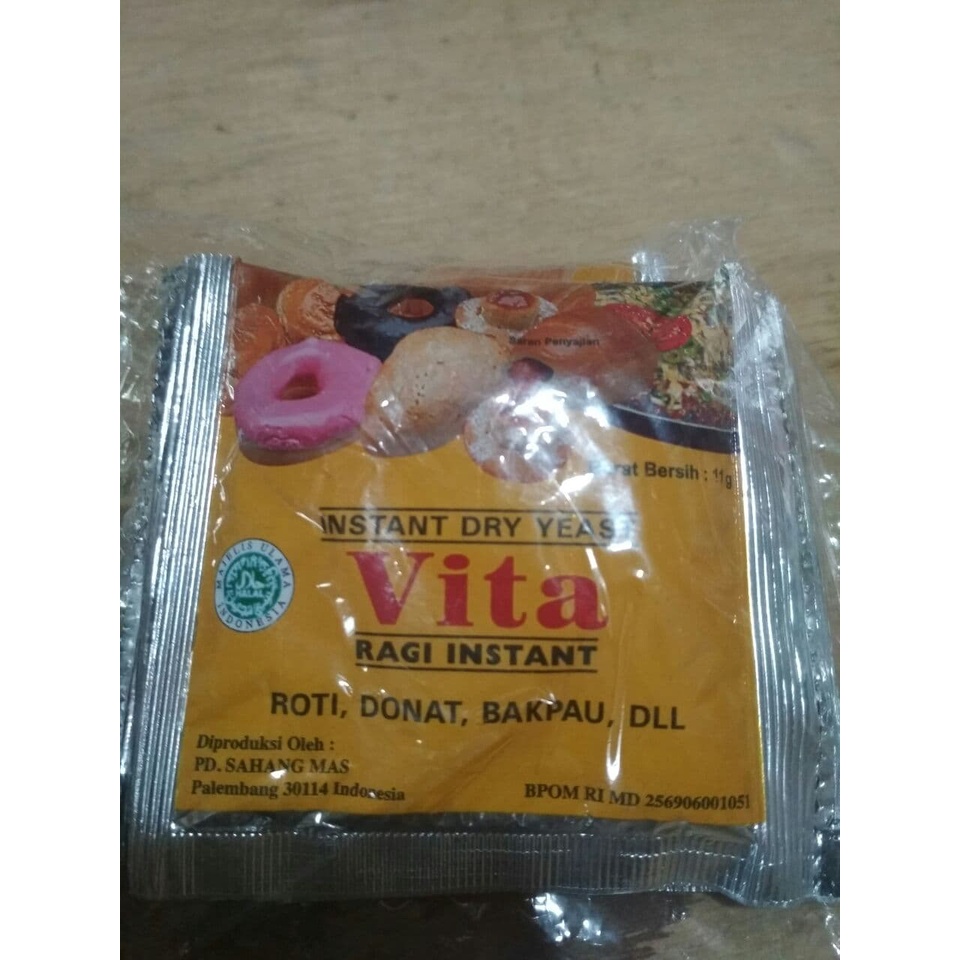 Saran Penyajian
Berat Bersih : 11g
INSTANT DRY YEAST
Vita
RAGI INSTANT
MAJELIS ULAMA INDONESIA
HALAL
ROTI, DONAT, BAKPAU, DLL
Diproduksi Oleh :
PD. SAHANG MAS
Palembang 30114 Indonesia
BPOM RI MD 256906001051